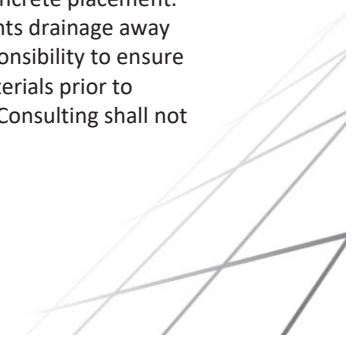 ncrete placement.
nts drainage away
onsibility to ensure
terials prior to
Consulting shall not